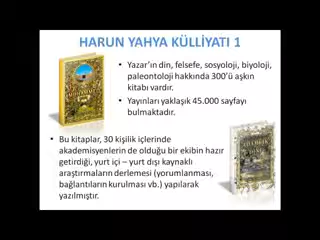 HARUN YAHYA KÜLLİYATI 1
• Yazar'ın din, felsefe, sosyoloji, biyoloji,
paleontoloji hakkında 300'ü aşkın
kitabı vardır.
• Yayınları yaklaşık 45.000 sayfayı
bulmaktadır.
• Bu kitaplar, 30 kişilik içlerinde
akademisyenlerin de olduğu bir ekibin hazır
getirdiği, yurt içi – yurt dışı kaynaklı
araştırmaların derlemesi (yorumlanması,
bağlantıların kurulması vb.) yapılarak
yazılmıştır.